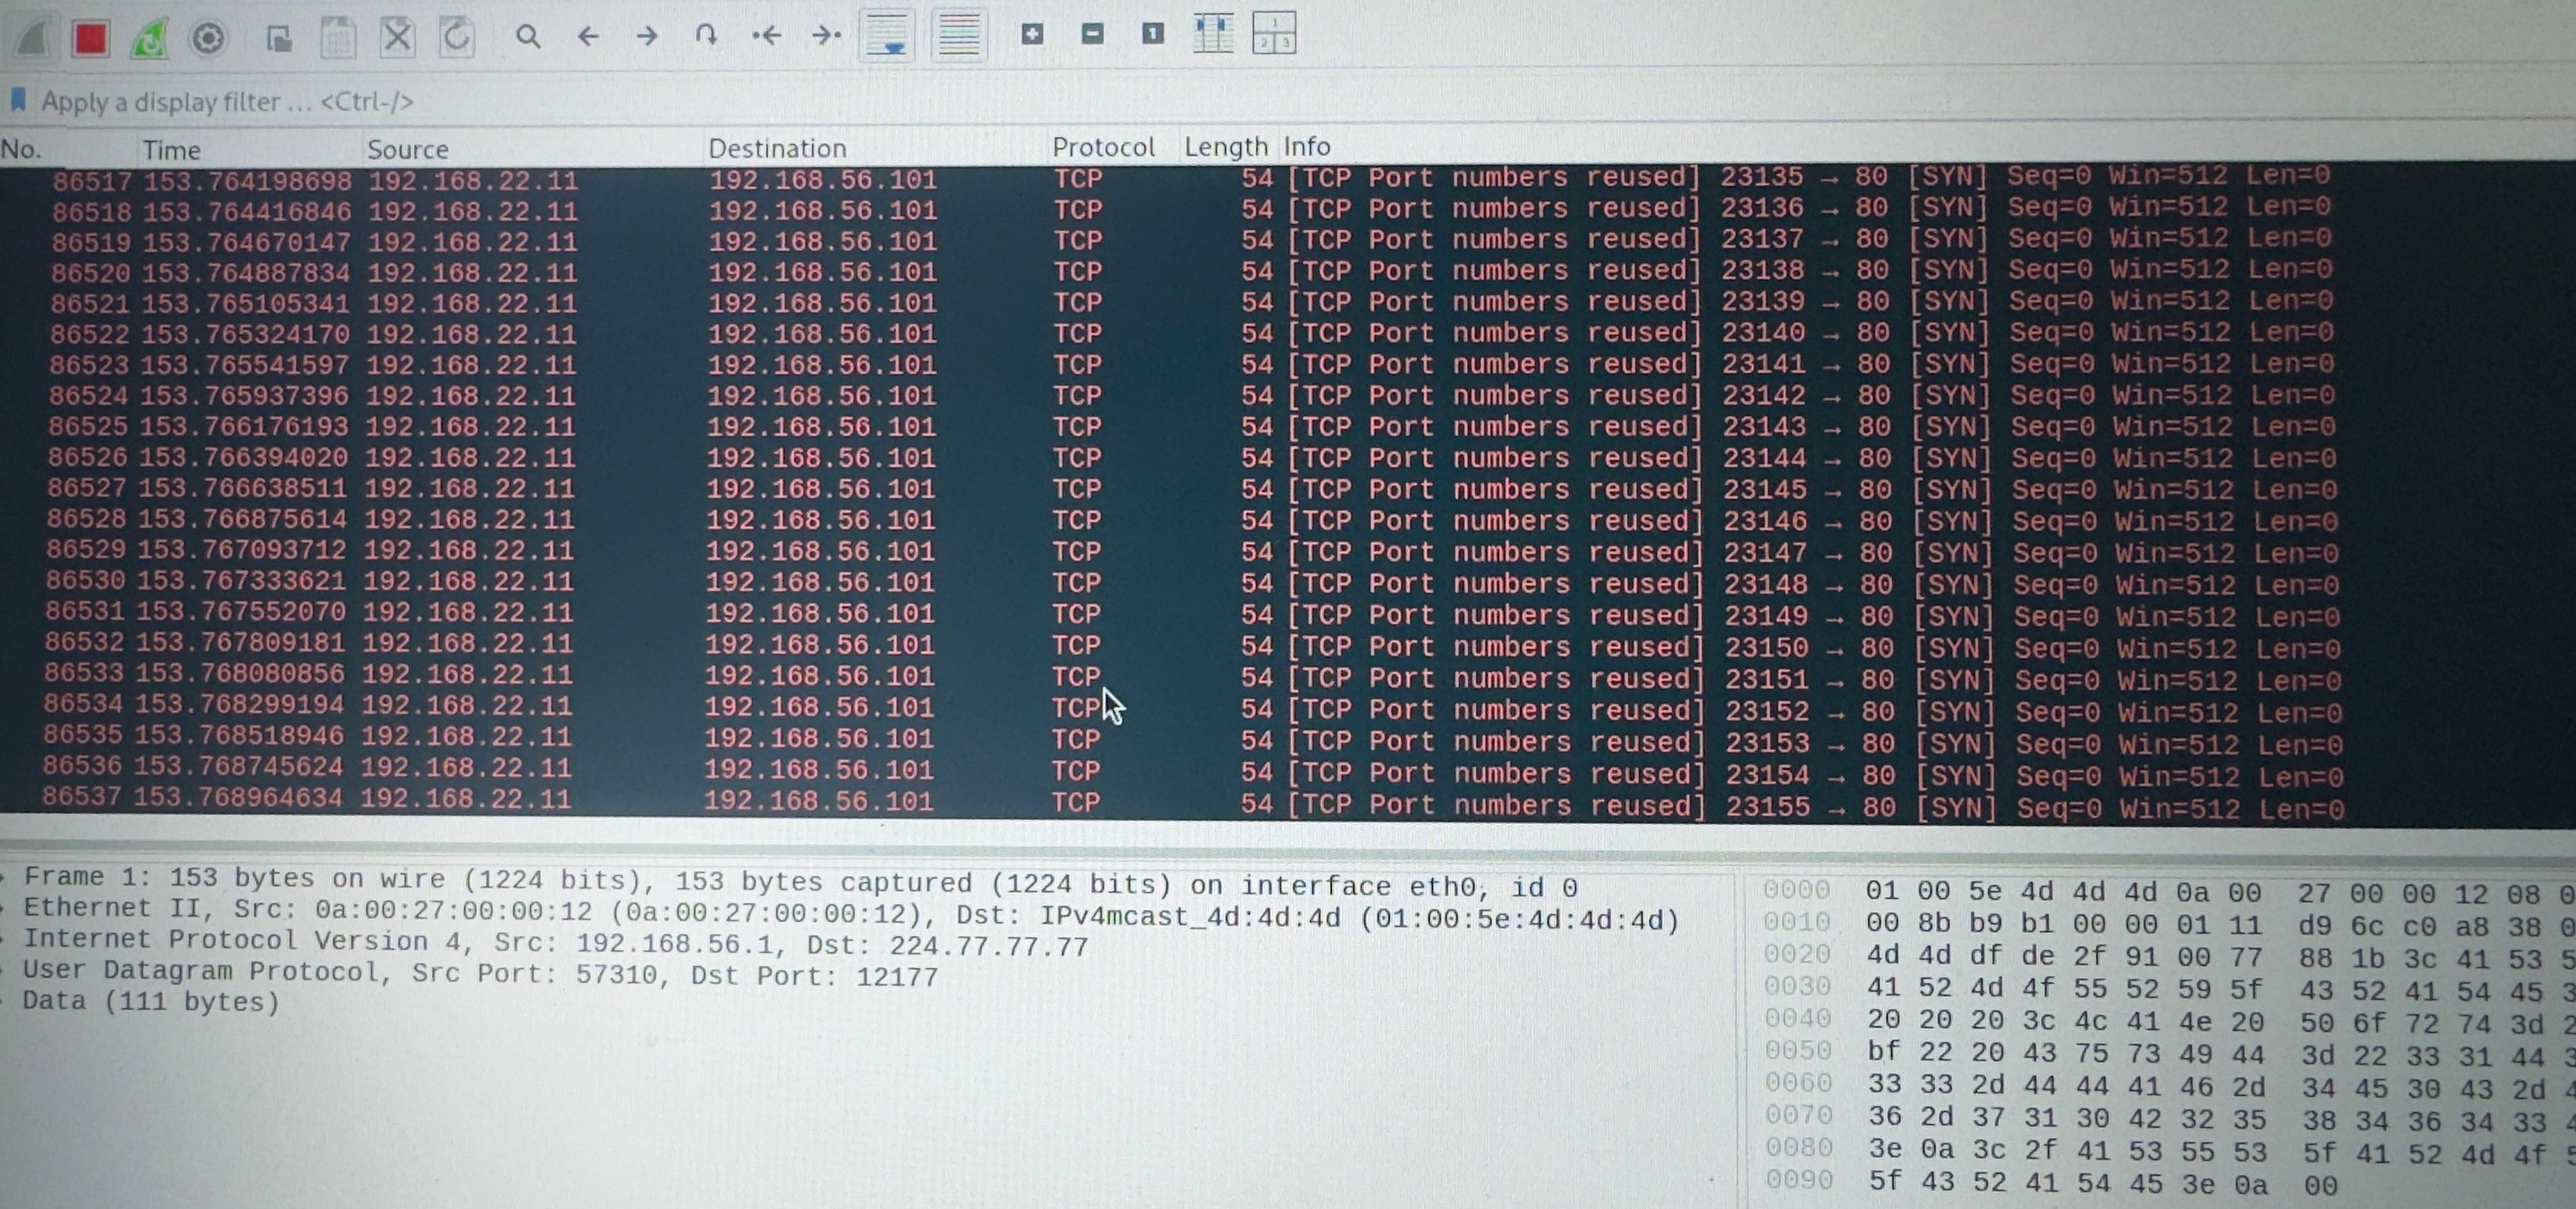 Apply a display filter … <Ctrl-/>
No. Time Source Destination Protocol Length Info
86517 153.764198698 192.168.22.11 192.168.56.101 TCP 54 [TCP Port numbers reused] 23135 → 80 [SYN] Seq=0 Win=512 Len=0
86518 153.764416846 192.168.22.11 192.168.56.101 TCP 54 [TCP Port numbers reused] 23136 → 80 [SYN] Seq=0 Win=512 Len=0
86519 153.764670147 192.168.22.11 192.168.56.101 TCP 54 [TCP Port numbers reused] 23137 → 80 [SYN] Seq=0 Win=512 Len=0
86520 153.764887834 192.168.22.11 192.168.56.101 TCP 54 [TCP Port numbers reused] 23138 → 80 [SYN] Seq=0 Win=512 Len=0
86521 153.765105341 192.168.22.11 192.168.56.101 TCP 54 [TCP Port numbers reused] 23139 → 80 [SYN] Seq=0 Win=512 Len=0
86522 153.765324170 192.168.22.11 192.168.56.101 TCP 54 [TCP Port numbers reused] 23140 → 80 [SYN] Seq=0 Win=512 Len=0
86523 153.765541597 192.168.22.11 192.168.56.101 TCP 54 [TCP Port numbers reused] 23141 → 80 [SYN] Seq=0 Win=512 Len=0
86524 153.765937396 192.168.22.11 192.168.56.101 TCP 54 [TCP Port numbers reused] 23142 → 80 [SYN] Seq=0 Win=512 Len=0
86525 153.766176193 192.168.22.11 192.168.56.101 TCP 54 [TCP Port numbers reused] 23143 → 80 [SYN] Seq=0 Win=512 Len=0
86526 153.766394020 192.168.22.11 192.168.56.101 TCP 54 [TCP Port numbers reused] 23144 → 80 [SYN] Seq=0 Win=512 Len=0
86527 153.766638511 192.168.22.11 192.168.56.101 TCP 54 [TCP Port numbers reused] 23145 → 80 [SYN] Seq=0 Win=512 Len=0
86528 153.766875614 192.168.22.11 192.168.56.101 TCP 54 [TCP Port numbers reused] 23146 → 80 [SYN] Seq=0 Win=512 Len=0
86529 153.767093712 192.168.22.11 192.168.56.101 TCP 54 [TCP Port numbers reused] 23147 → 80 [SYN] Seq=0 Win=512 Len=0
86530 153.767333621 192.168.22.11 192.168.56.101 TCP 54 [TCP Port numbers reused] 23148 → 80 [SYN] Seq=0 Win=512 Len=0
86531 153.767552070 192.168.22.11 192.168.56.101 TCP 54 [TCP Port numbers reused] 23149 → 80 [SYN] Seq=0 Win=512 Len=0
86532 153.767809181 192.168.22.11 192.168.56.101 TCP 54 [TCP Port numbers reused] 23150 → 80 [SYN] Seq=0 Win=512 Len=0
86533 153.768080856 192.168.22.11 192.168.56.101 TCP 54 [TCP Port numbers reused] 23151 → 80 [SYN] Seq=0 Win=512 Len=0
86534 153.768299194 192.168.22.11 192.168.56.101 TCP 54 [TCP Port numbers reused] 23152 → 80 [SYN] Seq=0 Win=512 Len=0
86535 153.768518946 192.168.22.11 192.168.56.101 TCP 54 [TCP Port numbers reused] 23153 → 80 [SYN] Seq=0 Win=512 Len=0
86536 153.768745624 192.168.22.11 192.168.56.101 TCP 54 [TCP Port numbers reused] 23154 → 80 [SYN] Seq=0 Win=512 Len=0
86537 153.768964634 192.168.22.11 192.168.56.101 TCP 54 [TCP Port numbers reused] 23155 → 80 [SYN] Seq=0 Win=512 Len=0
Frame 1: 153 bytes on wire (1224 bits), 153 bytes captured (1224 bits) on interface eth0, id 0
Ethernet II, Src: 0a:00:27:00:00:12 (0a:00:27:00:00:12), Dst: IPv4mcast_4d:4d:4d (01:00:5e:4d:4d:4d)
Internet Protocol Version 4, Src: 192.168.56.1, Dst: 224.77.77.77
User Datagram Protocol, Src Port: 57310, Dst Port: 12177
Data (111 bytes)
0000 01 00 5e 4d 4d 4d 0a 00 27 00 00 12 08 0
0010 00 8b b9 b1 00 00 01 11 d9 6c c0 a8 38 0
0020 4d 4d df de 2f 91 00 77 88 1b 3c 41 53 5
0030 41 52 4d 4f 55 52 59 5f 43 52 41 54 45 3
0040 20 20 20 3c 4c 41 4e 20 50 6f 72 74 3d 2
0050 bf 22 20 43 75 73 49 44 3d 22 33 31 44 3
0060 33 33 2d 44 44 41 46 2d 34 45 30 43 2d 4
0070 36 2d 37 31 30 42 32 35 38 34 36 34 33 4
0080 3e 0a 3c 2f 41 53 55 53 5f 41 52 4d 4f 5
0090 5f 43 52 41 54 45 3e 0a 00